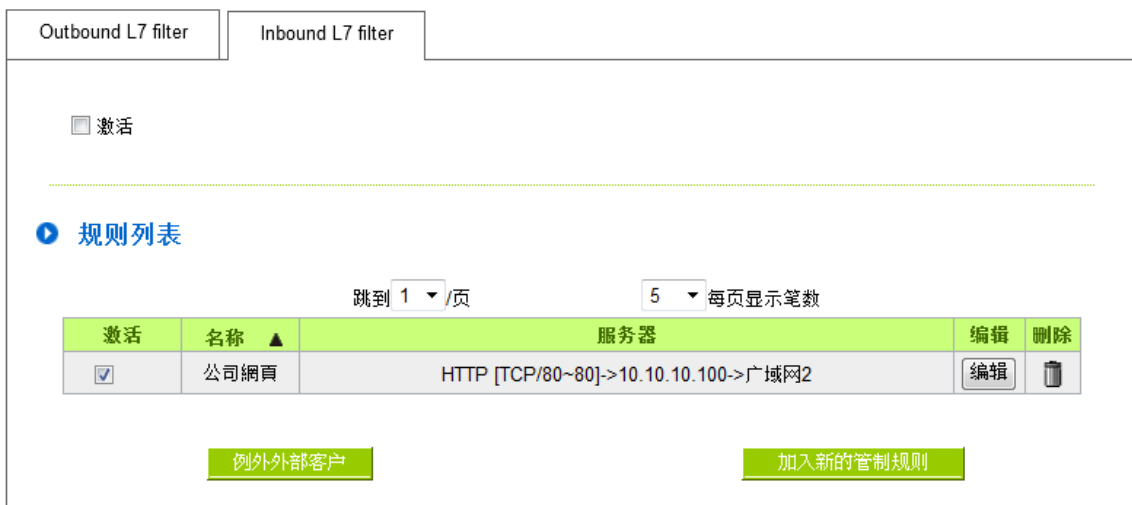 Outbound L7 filter Inbound L7 filter
激活
规则列表
跳到 1 /页 5 每页显示笔数
激活 名称 ▲ 服务器 编辑 删除
公司網頁 HTTP [TCP/80~80]->10.10.10.100->广域网2 编辑
例外外部客户 加入新的管制规则